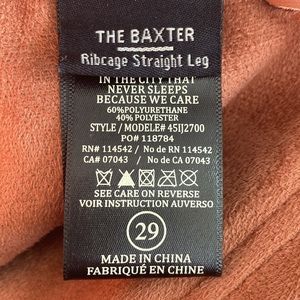 THE BAXTER
Ribcage Straight Leg
IN THE CITY THAT
NEVER SLEEPS
BECAUSE WE CARE
60%POLYURETHANE
40% POLYESTER
STYLE / MODELE# 45IJ2700
PO# 118784
RN# 114542 / No de RN 114542
CA# 07043 / No de CA 07043
SEE CARE ON REVERSE
VOIR INSTRUCTION AUVERSO
29
MADE IN CHINA
FABRIQUÉ EN CHINE